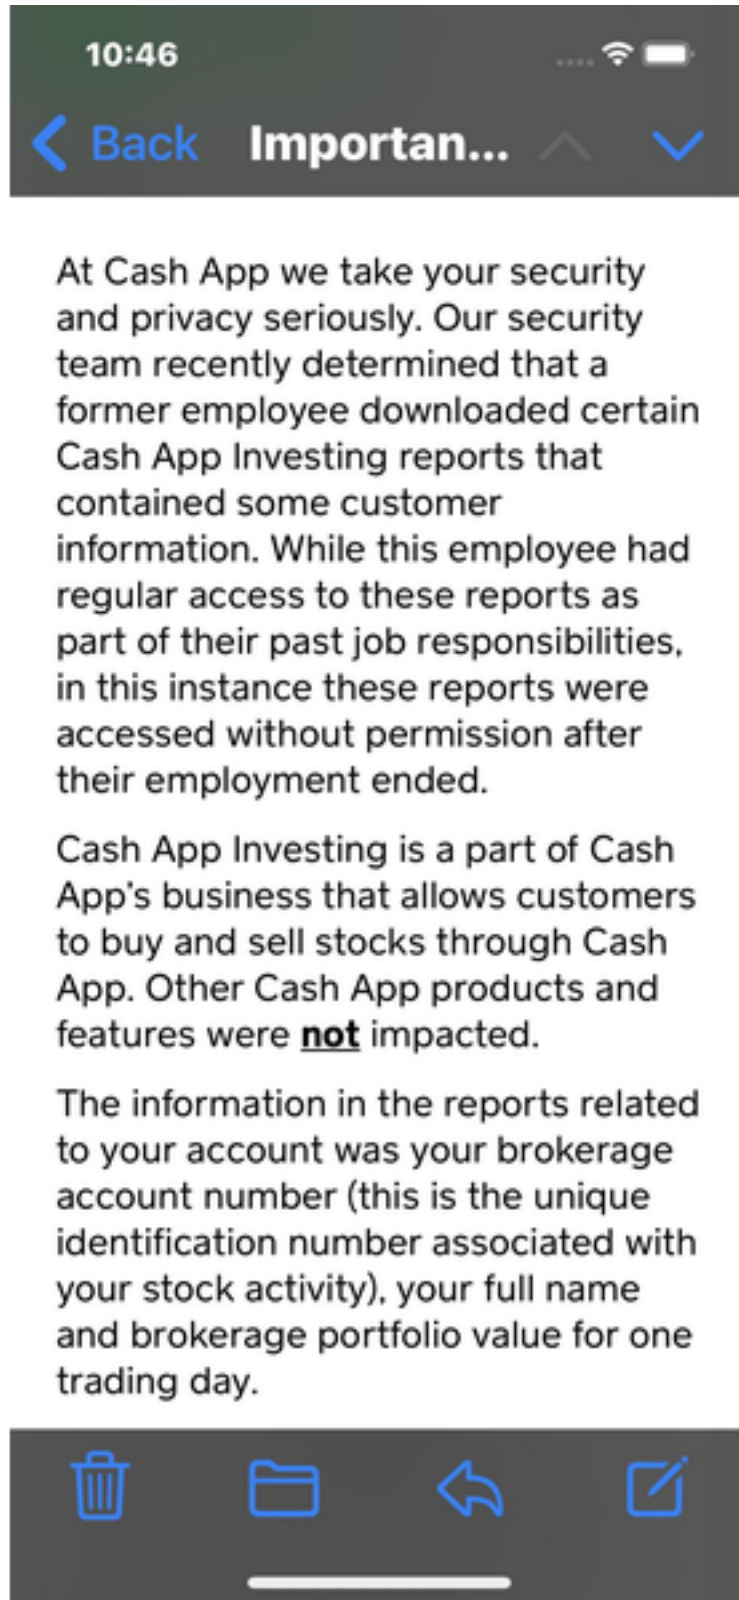 10:46
Back Importan...
At Cash App we take your security
and privacy seriously. Our security
team recently determined that a
former employee downloaded certain
Cash App Investing reports that
contained some customer
information. While this employee had
regular access to these reports as
part of their past job responsibilities,
in this instance these reports were
accessed without permission after
their employment ended.
Cash App Investing is a part of Cash
App's business that allows customers
to buy and sell stocks through Cash
App. Other Cash App products and
features were not impacted.
The information in the reports related
to your account was your brokerage
account number (this is the unique
identification number associated with
your stock activity), your full name
and brokerage portfolio value for one
trading day.